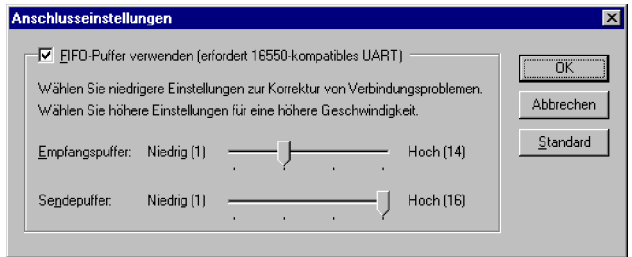 Anschlusseinstellungen
FIFO-Puffer verwenden (erfordert 16550-kompatibles UART)
OK
Wählen Sie niedrigere Einstellungen zur Korrektur von Verbindungsproblemen.
Wählen Sie höhere Einstellungen für eine höhere Geschwindigkeit.
Abbrechen
Empfangspuffer: Niedrig (1) Hoch (14)
Standard
Sendepuffer: Niedrig (1) Hoch (16)